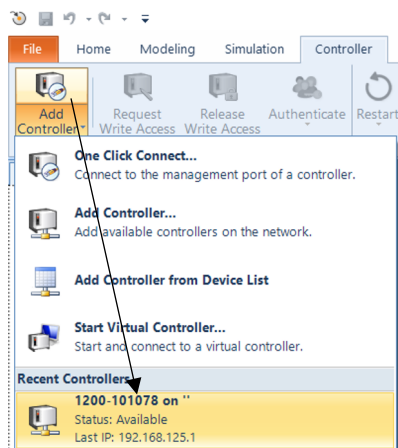 File Home Modeling Simulation Controller
Add Request Release Authenticate Restart
Controller Write Access Write Access
One Click Connect...
Connect to the management port of a controller.
Add Controller...
Add available controllers on the network.
Add Controller from Device List
Start Virtual Controller...
Start and connect to a virtual controller.
Recent Controllers
1200-101078 on ''
Status: Available
Last IP: 192.168.125.1